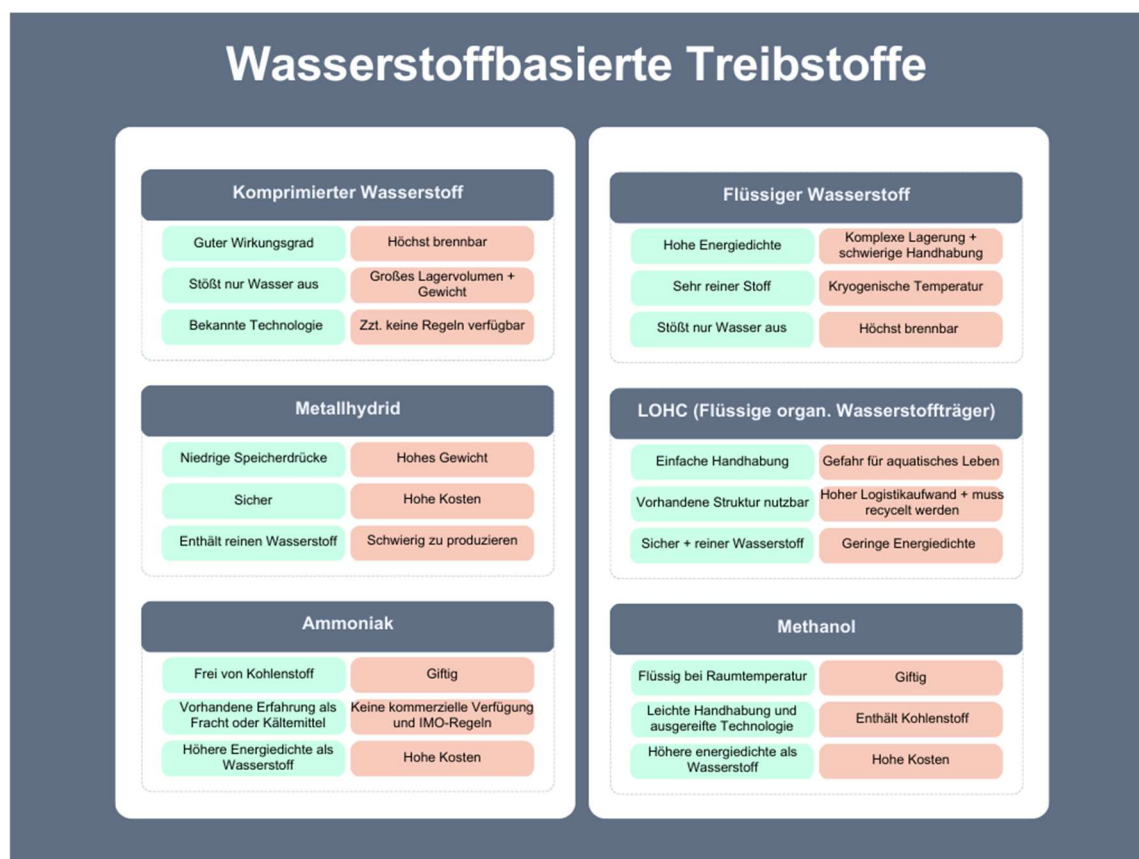 Wasserstoffbasierte Treibstoffe
Komprimierter Wasserstoff
Guter Wirkungsgrad
Höchst brennbar
Stößt nur Wasser aus
Großes Lagervolumen +
Gewicht
Bekannte Technologie
Zzt. keine Regeln verfügbar
Metallhydrid
Niedrige Speicherdrücke
Hohes Gewicht
Sicher
Hohe Kosten
Enthält reinen Wasserstoff
Schwierig zu produzieren
Ammoniak
Frei von Kohlenstoff
Giftig
Vorhandene Erfahrung als
Fracht oder Kältemittel
Keine kommerzielle Verfügung
und IMO-Regeln
Höhere Energiedichte als
Wasserstoff
Hohe Kosten
Flüssiger Wasserstoff
Hohe Energiedichte
Komplexe Lagerung +
schwierige Handhabung
Sehr reiner Stoff
Kryogenische Temperatur
Stößt nur Wasser aus
Höchst brennbar
LOHC (Flüssige organ. Wasserstoffträger)
Einfache Handhabung
Gefahr für aquatisches Leben
Vorhandene Struktur nutzbar
Hoher Logistikaufwand + muss
recycelt werden
Sicher + reiner Wasserstoff
Geringe Energiedichte
Methanol
Flüssig bei Raumtemperatur
Giftig
Leichte Handhabung und
ausgereifte Technologie
Enthält Kohlenstoff
Höhere energiedichte als
Wasserstoff
Hohe Kosten